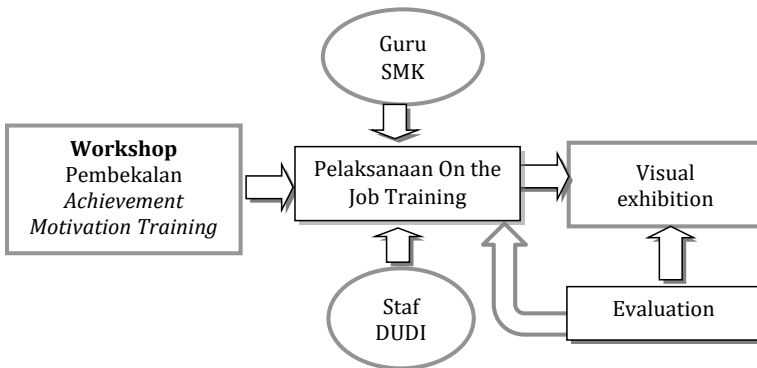 Guru
SMK
Workshop
Pembekalan
Achievement
Motivation Training
Pelaksanaan On the
Job Training
Visual
exhibition
Staf
DUDI
Evaluation